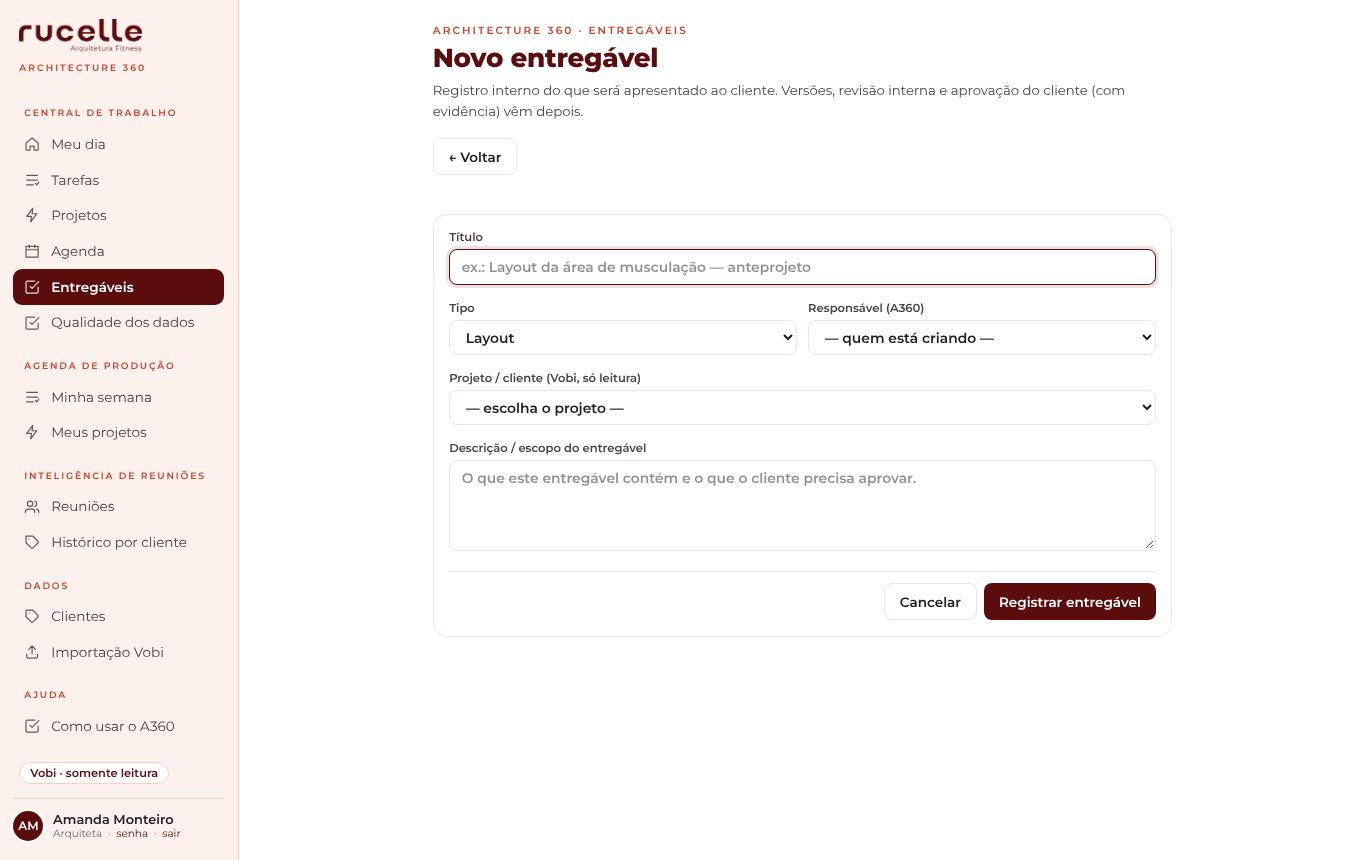 rucelle
Arquitetura Fitness
ARCHITECTURE 360
CENTRAL DE TRABALHO
Meu dia
Tarefas
Projetos
Agenda
Entregáveis
Qualidade dos dados
AGENDA DE PRODUÇÃO
Minha semana
Meus projetos
INTELIGÊNCIA DE REUNIÕES
Reuniões
Histórico por cliente
DADOS
Clientes
Importação Vobi
AJUDA
Como usar o A360
Vobi · somente leitura
AM
Amanda Monteiro
Arquiteta · senha · sair
ARCHITECTURE 360 · ENTREGÁVEIS
Novo entregável
Registro interno do que será apresentado ao cliente. Versões, revisão interna e aprovação do cliente (com
evidência) vêm depois.
← Voltar
Título
ex.: Layout da área de musculação — anteprojeto
Tipo
Responsável (A360)
Layout
— quem está criando —
Projeto / cliente (Vobi, só leitura)
— escolha o projeto —
Descrição / escopo do entregável
O que este entregável contém e o que o cliente precisa aprovar.
Cancelar
Registrar entregável